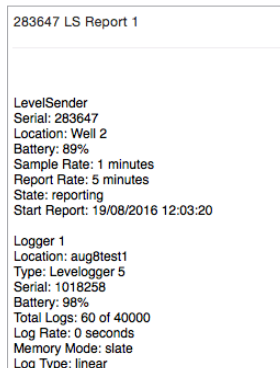 283647 LS Report 1
LevelSender
Serial: 283647
Location: Well 2
Battery: 89%
Sample Rate: 1 minutes
Report Rate: 5 minutes
State: reporting
Start Report: 19/08/2016 12:03:20
Logger 1
Location: aug8test1
Type: Levelogger 5
Serial: 1018258
Battery: 98%
Total Logs: 60 of 40000
Log Rate: 0 seconds
Memory Mode: slate
Log Type: linear